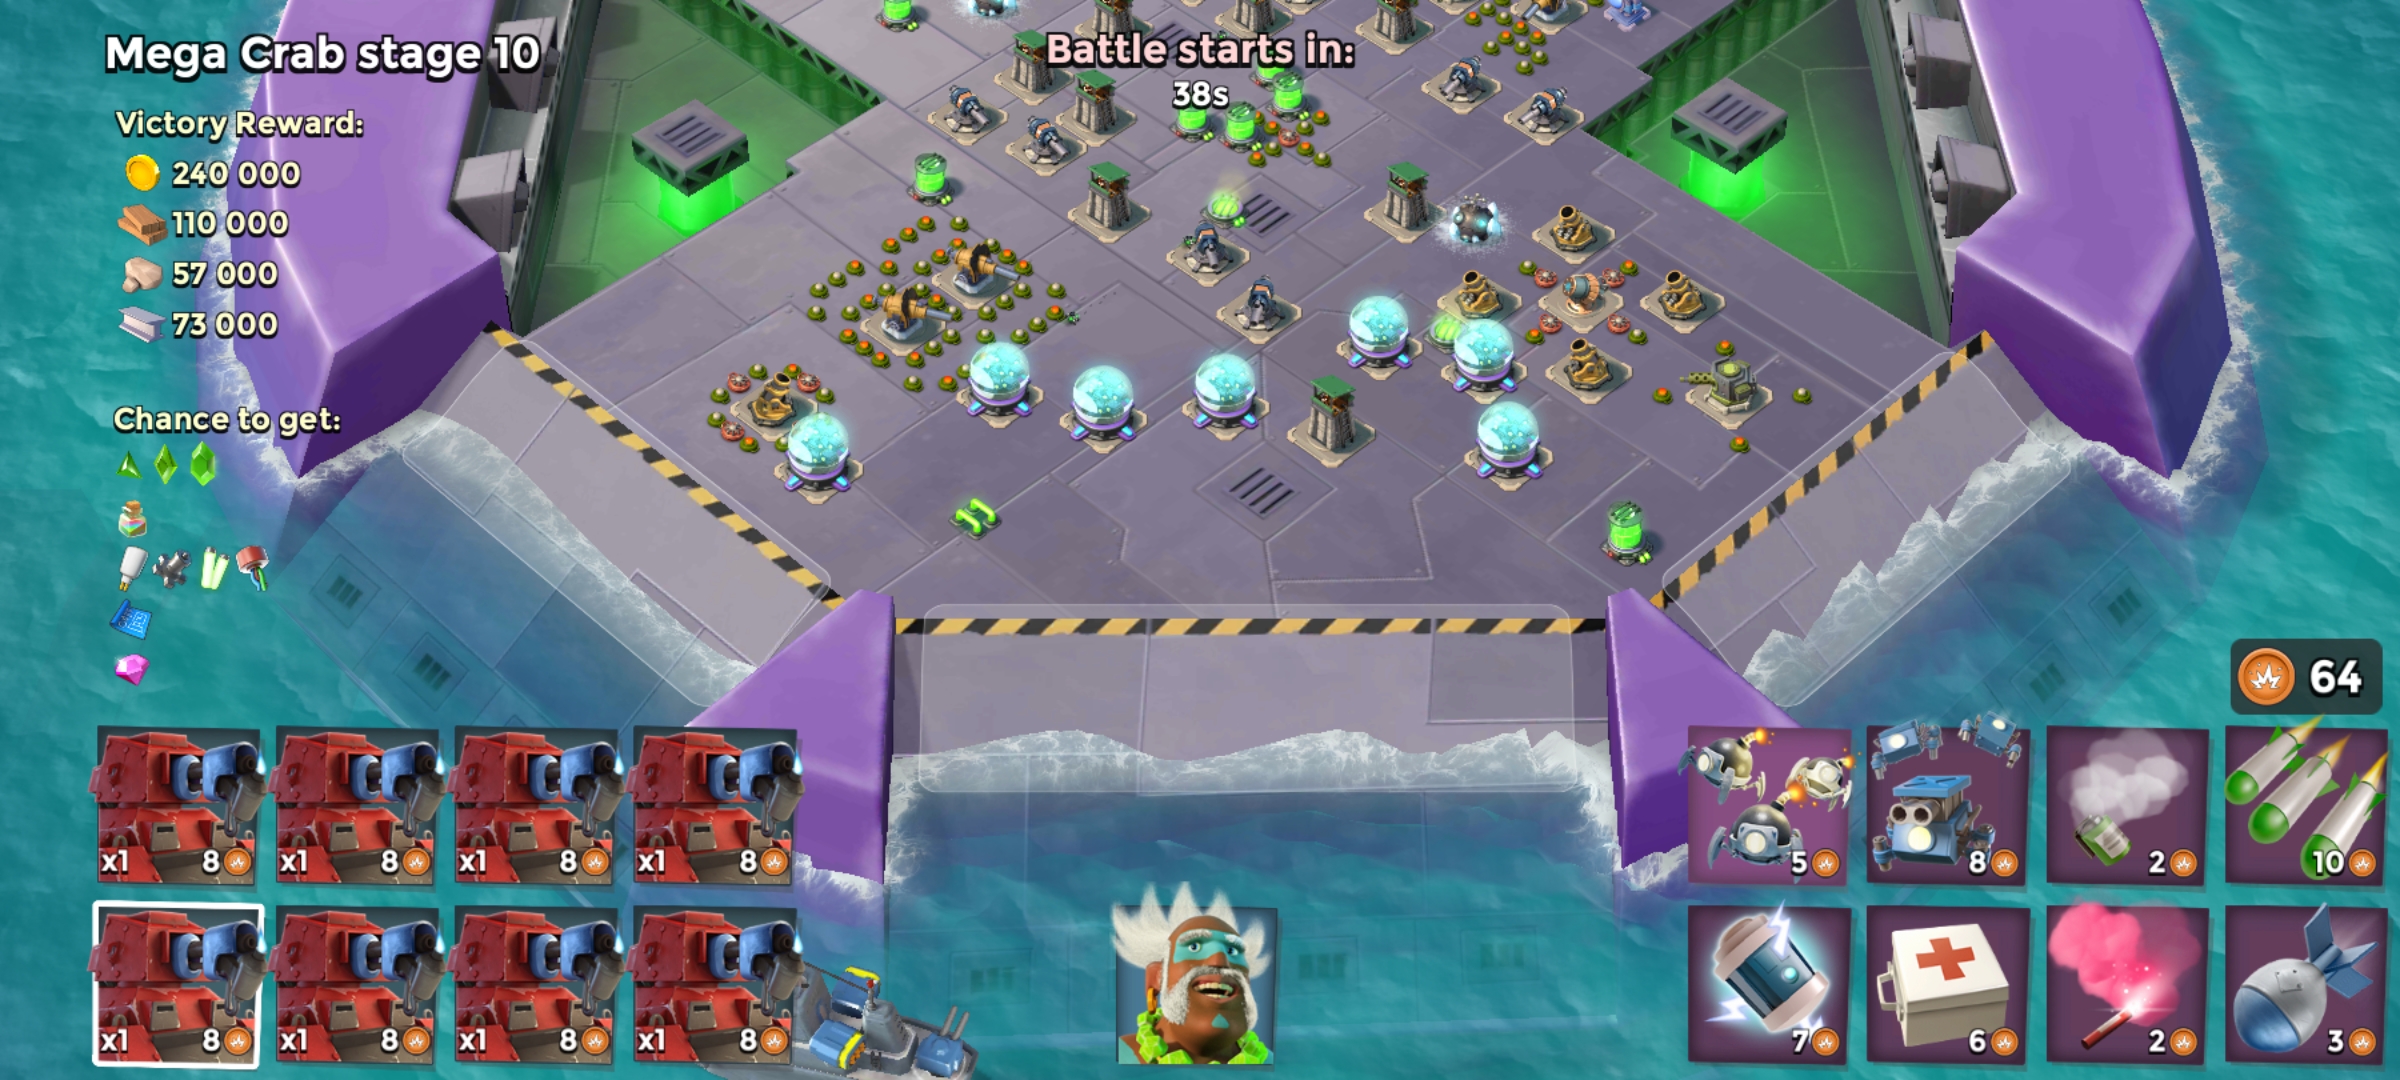 Mega Crab stage 10
Battle starts in:
38s
Victory Reward:
240 000
110 000
57 000
73 000
Chance to get:
64
x1 8
x1 8
x1 8
x1 8
5
8
2
10
x1 8
x1 8
x1 8
x1 8
7
6
2
3